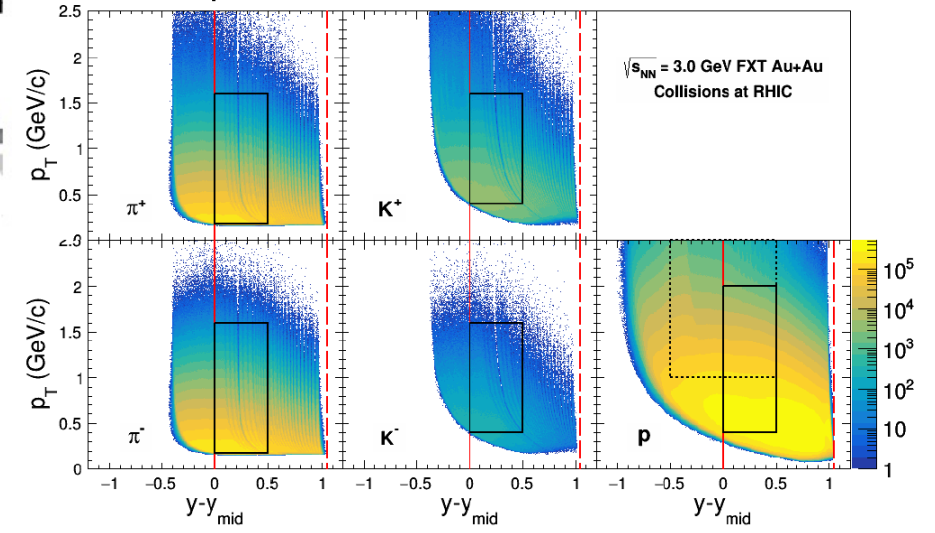 2.5
2
1.5
1
0.5
0
p_T (GeV/c)
π⁺
K⁺
√s_NN = 3.0 GeV FXT Au+Au
Collisions at RHIC
2
1.5
1
0.5
0
p_T (GeV/c)
π⁻
K⁻
p
10⁵
10⁴
10³
10²
10
1
−1 −0.5 0 0.5 1
−1 −0.5 0 0.5 1
−1 −0.5 0 0.5 1
y-y_mid
y-y_mid
y-y_mid